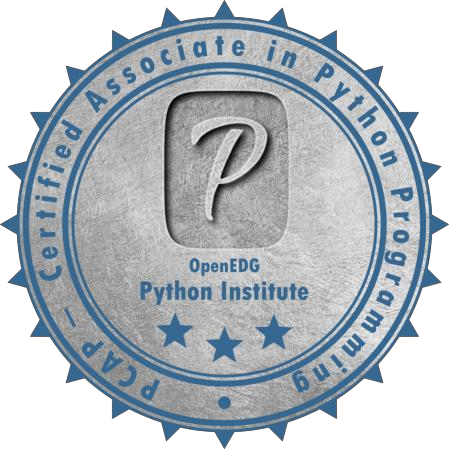 PCAP – Certified Associate in Python Programming
P
OpenEDG
Python Institute